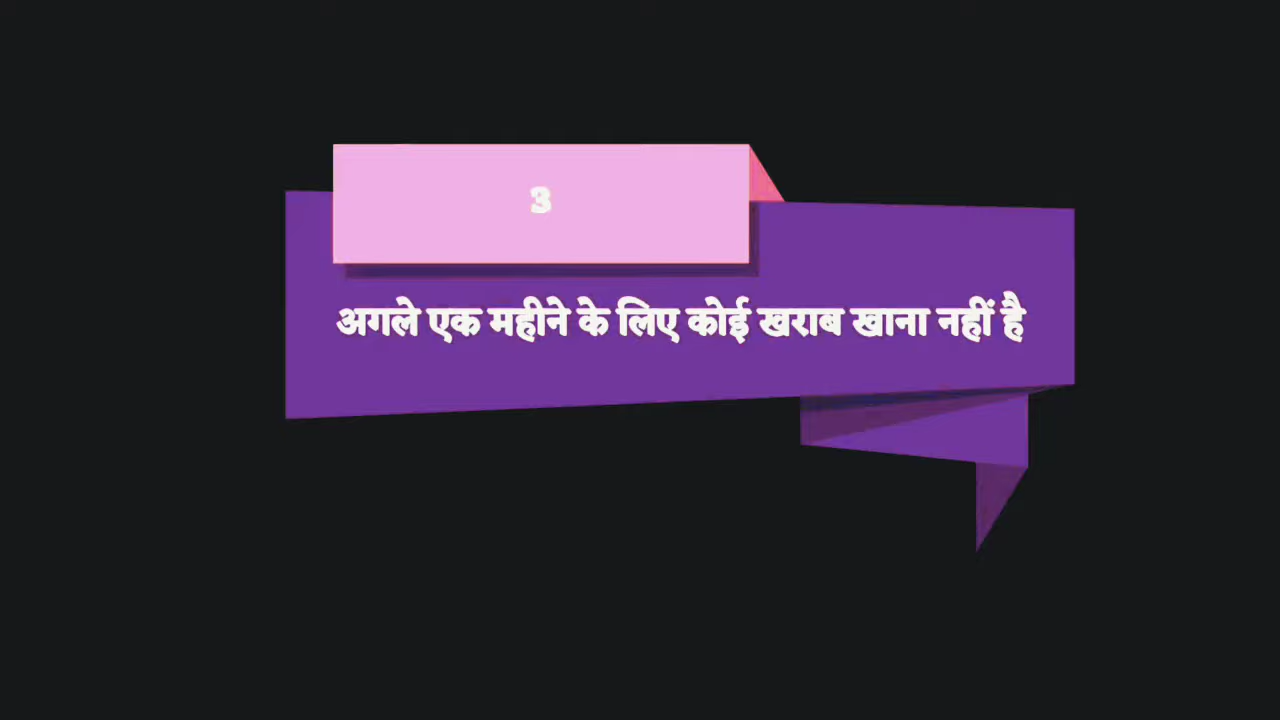 3
अगले एक महीने के लिए कोई खराब खाना नहीं है